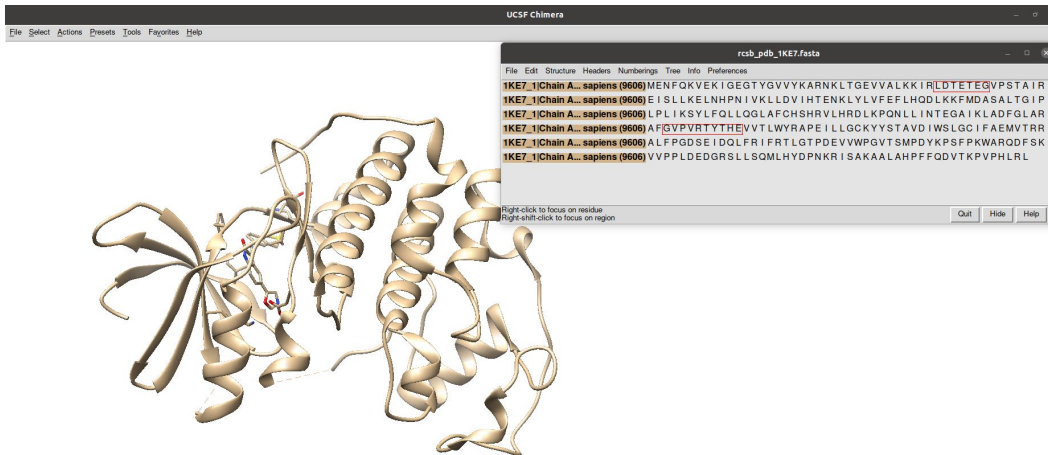 UCSF Chimera
File Select Actions Presets Tools Favorites Help
rcsb_pdb_1KE7.fasta
File Edit Structure Headers Numberings Tree Info Preferences
1KE7_1|Chain A... sapiens (9606) MENFQKVEKIGEGTYGVVYKARNKLTGEVVALKKIRLDTETEGVPSTAIR
1KE7_1|Chain A... sapiens (9606) EISLLKELNHPNIVKLLDVIHTENKLYLVFEFLHQDLKKFMDASALTGIP
1KE7_1|Chain A... sapiens (9606) LPLIKSYLFQLLQGLAFCHSHRVLHRDLKPQNLLINTEGAIKLADFGLAR
1KE7_1|Chain A... sapiens (9606) AFGVPVRTYTHEVVTLWYRAPEILLGCKYYSTAVDIWSLGCIFAEMVTRR
1KE7_1|Chain A... sapiens (9606) ALFPGDSEIDQLFRIFRTLGTPDEVVWPGVTSMPDYKPSFPKWARQDFSK
1KE7_1|Chain A... sapiens (9606) VVPPLDEDGRSLLSQMLHYDPNKRISAKAALAHPFFQDVTKPVPHLRL
Right-click to focus on residue
Right-shift-click to focus on region
Quit Hide Help